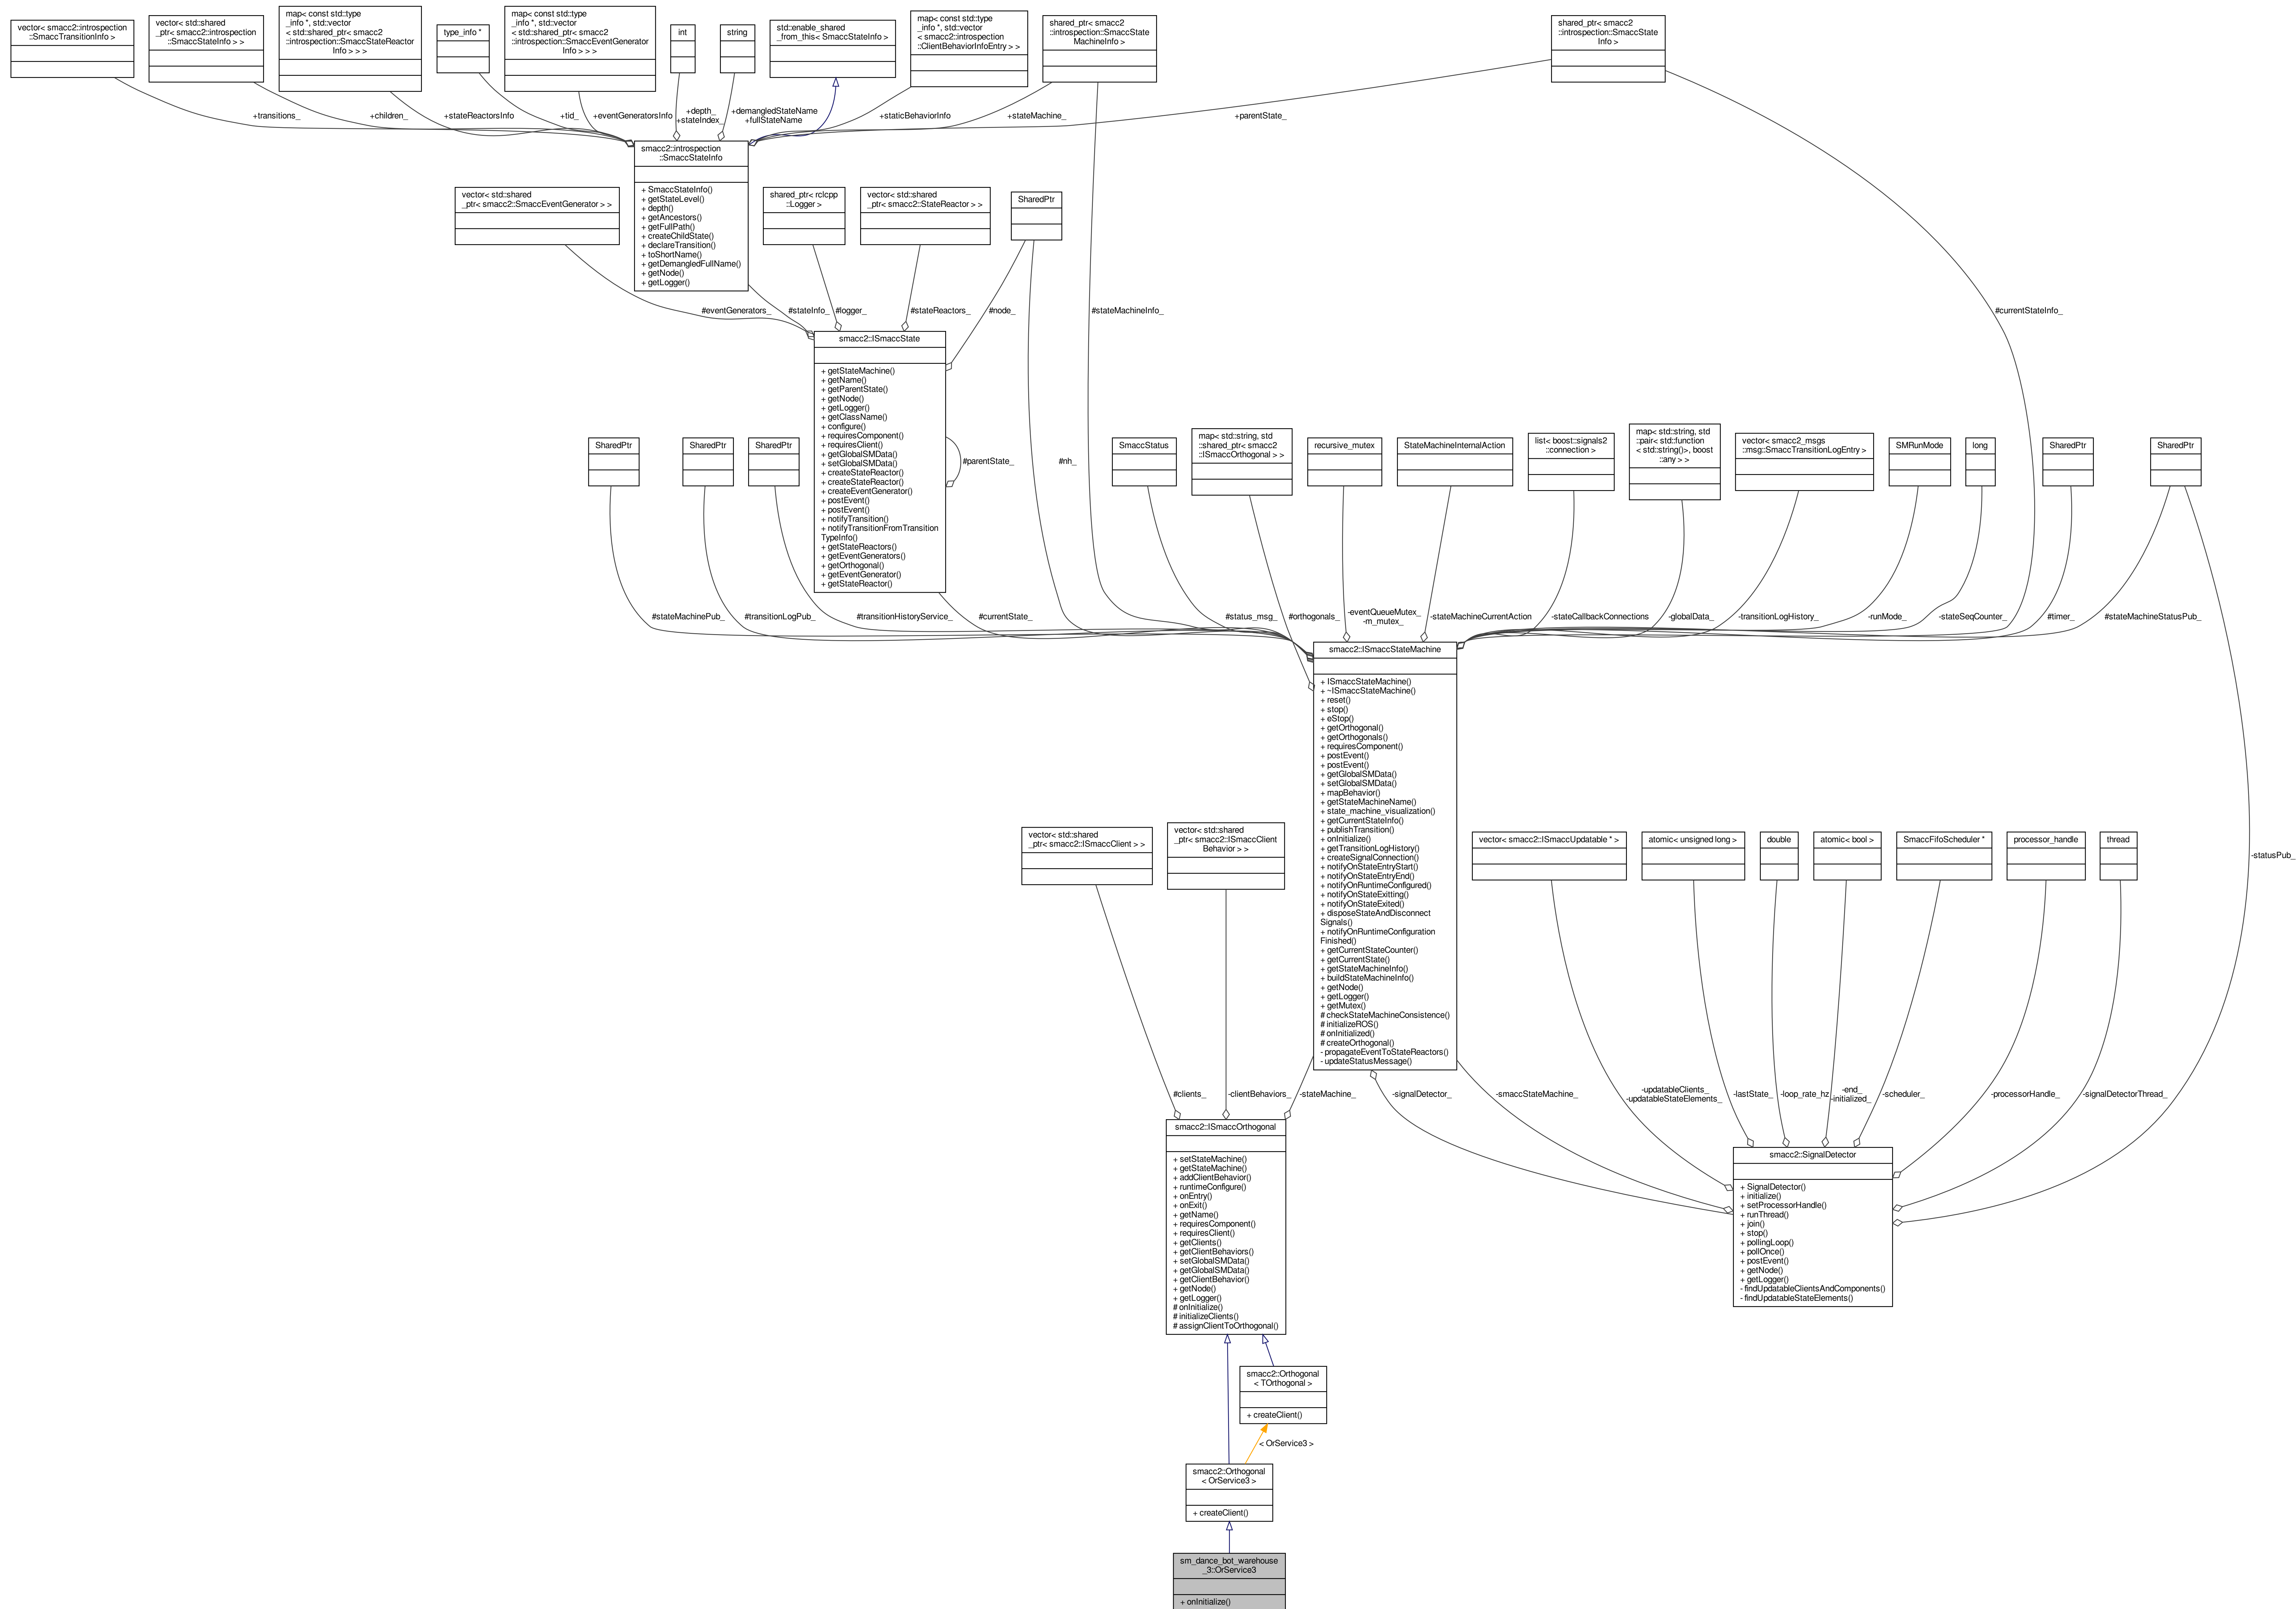 vector< smacc2::introspection
::SmaccTransitionInfo >
vector< std::shared
_ptr< smacc2::introspection
::SmaccStateInfo > >
map< const std::type
_info *, std::vector
< std::shared_ptr< smacc2
::introspection::SmaccStateReactor
Info > > >
type_info *
map< const std::type
_info *, std::vector
< std::shared_ptr< smacc2
::introspection::SmaccEventGenerator
Info > > >
int
string
std::enable_shared
_from_this< SmaccStateInfo >
map< const std::type
_info *, std::vector
< smacc2::introspection
::ClientBehaviorInfoEntry > >
shared_ptr< smacc2
::introspection::SmaccState
MachineInfo >
shared_ptr< smacc2
::introspection::SmaccState
Info >
+transitions_
+children_
+stateReactorsInfo
+tid_
+eventGeneratorsInfo
+depth_
+stateIndex_
+demangledStateName
+fullStateName
+staticBehaviorInfo
+stateMachine_
+parentState_
smacc2::introspection
::SmaccStateInfo
+ SmaccStateInfo()
+ getStateLevel()
+ depth()
+ getAncestors()
+ getFullPath()
+ createChildState()
+ declareTransition()
+ toShortName()
+ getDemangledFullName()
+ getNode()
+ getLogger()
vector< std::shared
_ptr< smacc2::SmaccEventGenerator > >
shared_ptr< rclcpp
::Logger >
vector< std::shared
_ptr< smacc2::StateReactor > >
SharedPtr
#eventGenerators_
#stateInfo_
#logger_
#stateReactors_
#node_
#stateMachineInfo_
#currentStateInfo_
smacc2::ISmaccState
+ getStateMachine()
+ getName()
+ getParentState()
+ getNode()
+ getLogger()
+ getClassName()
+ configure()
+ requiresComponent()
+ requiresClient()
+ getGlobalSMData()
+ setGlobalSMData()
+ createStateReactor()
+ createStateReactor()
+ createEventGenerator()
+ postEvent()
+ postEvent()
+ notifyTransition()
+ notifyTransitionFromTransition
TypeInfo()
+ getStateReactors()
+ getEventGenerators()
+ getOrthogonal()
+ getEventGenerator()
+ getStateReactor()
#parentState_
#nh_
SharedPtr
SharedPtr
SharedPtr
SmaccStatus
map< std::string, std
::shared_ptr< smacc2
::ISmaccOrthogonal > >
recursive_mutex
StateMachineInternalAction
list< boost::signals2
::connection >
map< std::string, std
::pair< std::function
< std::string()>, boost
::any > >
vector< smacc2_msgs
::msg::SmaccTransitionLogEntry >
SMRunMode
long
SharedPtr
SharedPtr
#stateMachinePub_
#transitionLogPub_
#transitionHistoryService_
#currentState_
#status_msg_
#orthogonals_
-eventQueueMutex_
-m_mutex_
-stateMachineCurrentAction
-stateCallbackConnections
-globalData_
-transitionLogHistory_
-runMode_
-stateSeqCounter_
#timer_
#stateMachineStatusPub_
smacc2::ISmaccStateMachine
+ ISmaccStateMachine()
+ ~ISmaccStateMachine()
+ reset()
+ stop()
+ eStop()
+ getOrthogonal()
+ getOrthogonals()
+ requiresComponent()
+ postEvent()
+ postEvent()
+ getGlobalSMData()
+ setGlobalSMData()
+ mapBehavior()
+ getStateMachineName()
+ state_machine_visualization()
+ getCurrentStateInfo()
+ publishTransition()
+ onInitialize()
+ getTransitionLogHistory()
+ createSignalConnection()
+ notifyOnStateEntryStart()
+ notifyOnStateEntryEnd()
+ notifyOnRuntimeConfigured()
+ notifyOnStateExitting()
+ notifyOnStateExited()
+ disposeStateAndDisconnect
Signals()
+ notifyOnRuntimeConfiguration
Finished()
+ getCurrentStateCounter()
+ getCurrentState()
+ getStateMachineInfo()
+ buildStateMachineInfo()
+ getNode()
+ getLogger()
+ getMutex()
# checkStateMachineConsistence()
# initializeROS()
# onInitialized()
# createOrthogonal()
- propagateEventToStateReactors()
- updateStatusMessage()
vector< std::shared
_ptr< smacc2::ISmaccClient > >
vector< std::shared
_ptr< smacc2::ISmaccClient
Behavior > >
vector< smacc2::ISmaccUpdatable * >
atomic< unsigned long >
double
atomic< bool >
SmaccFifoScheduler *
processor_handle
thread
-statusPub_
#clients_
-clientBehaviors_
-stateMachine_
-signalDetector_
-smaccStateMachine_
-updatableClients_
-updatableStateElements_
-lastState_
-loop_rate_hz
-end_
-initialized_
-scheduler_
-processorHandle_
-signalDetectorThread_
smacc2::ISmaccOrthogonal
+ setStateMachine()
+ getStateMachine()
+ addClientBehavior()
+ runtimeConfigure()
+ onEntry()
+ onExit()
+ getName()
+ requiresComponent()
+ requiresClient()
+ getClients()
+ getClientBehaviors()
+ setGlobalSMData()
+ getGlobalSMData()
+ getClientBehavior()
+ getNode()
+ getLogger()
# onInitialize()
# initializeClients()
# assignClientToOrthogonal()
smacc2::SignalDetector
+ SignalDetector()
+ initialize()
+ setProcessorHandle()
+ runThread()
+ join()
+ stop()
+ pollingLoop()
+ pollOnce()
+ postEvent()
+ getNode()
+ getLogger()
- findUpdatableClientsAndComponents()
- findUpdatableStateElements()
smacc2::Orthogonal
< TOrthogonal >
+ createClient()
< OrService3 >
smacc2::Orthogonal
< OrService3 >
+ createClient()
sm_dance_bot_warehouse
_3::OrService3
+ onInitialize()